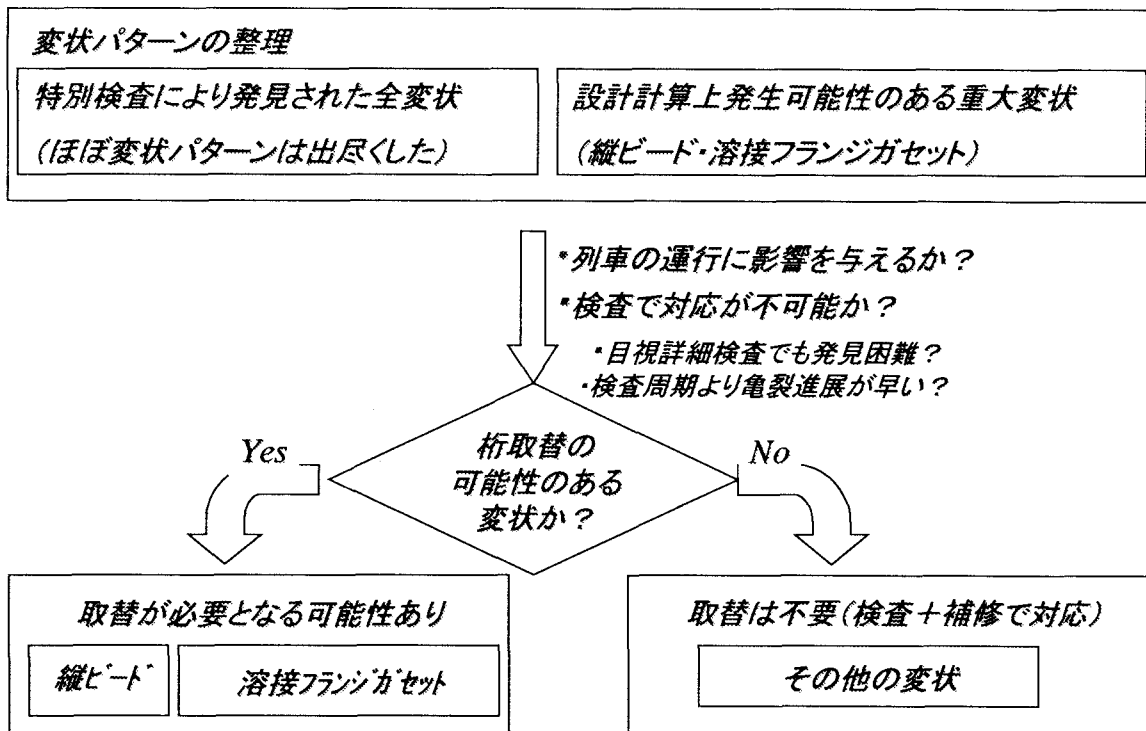 変状パターンの整理
特別検査により発見された全変状
(ほぼ変状パターンは出尽くした)
設計計算上発生可能性のある重大変状
(縦ビード・溶接フランジガセット)
・列車の運行に影響を与えるか？
・検査で対応が不可能か？
・目視詳細検査でも発見困難？
・検査周期より亀裂進展が早い？
桁取替の
可能性のある
変状か？
Yes
No
取替が必要となる可能性あり
縦ビード
溶接フランジガセット
取替は不要(検査＋補修で対応)
その他の変状